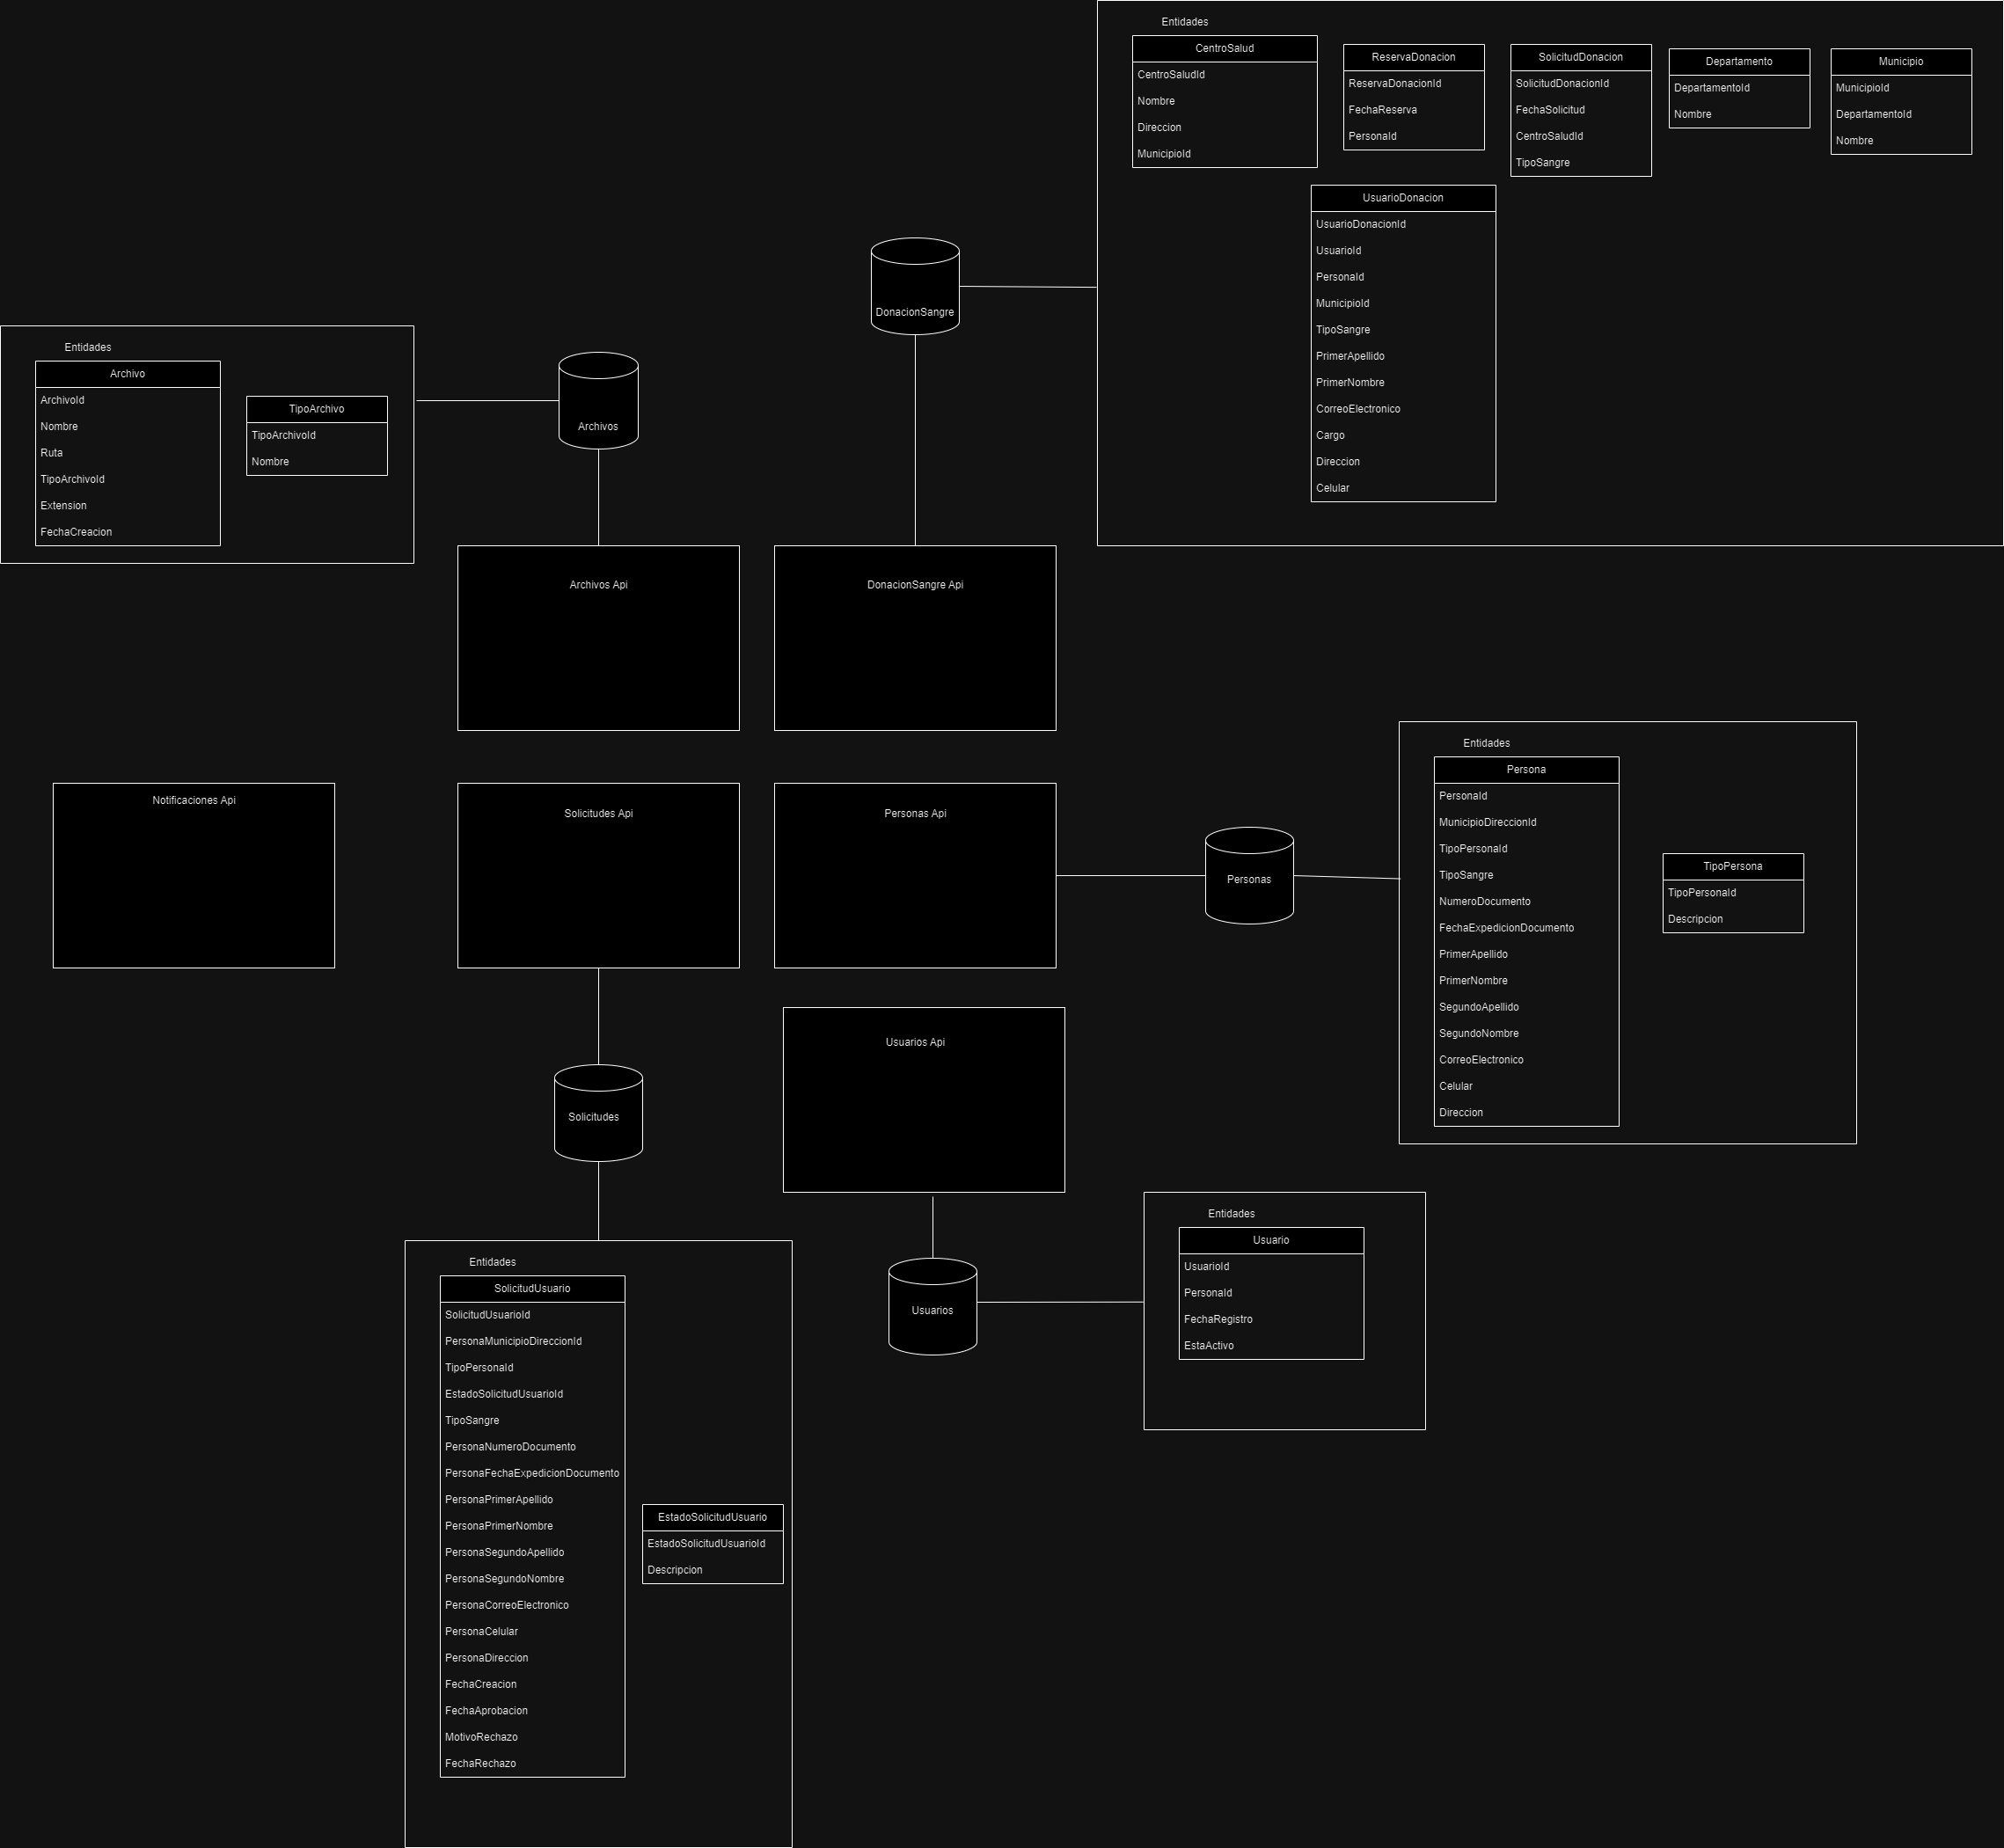 Entidades
CentroSalud
CentroSaludId
Nombre
Direccion
MunicipioId
ReservaDonacion
ReservaDonacionId
FechaReserva
PersonaId
SolicitudDonacion
SolicitudDonacionId
FechaSolicitud
CentroSaludId
TipoSangre
Departamento
DepartamentoId
Nombre
Municipio
MunicipioId
DepartamentoId
Nombre
UsuarioDonacion
UsuarioDonacionId
UsuarioId
PersonaId
MunicipioId
TipoSangre
PrimerApellido
PrimerNombre
CorreoElectronico
Cargo
Direccion
Celular
DonacionSangre
Entidades
Archivo
ArchivoId
Nombre
Ruta
TipoArchivoId
Extension
FechaCreacion
TipoArchivo
TipoArchivoId
Nombre
Archivos
Archivos Api
DonacionSangre Api
Notificaciones Api
Solicitudes Api
Personas Api
Personas
Entidades
Persona
PersonaId
MunicipioDireccionId
TipoPersonaId
TipoSangre
NumeroDocumento
FechaExpedicionDocumento
PrimerApellido
PrimerNombre
SegundoApellido
SegundoNombre
CorreoElectronico
Celular
Direccion
TipoPersona
TipoPersonaId
Descripcion
Usuarios Api
Solicitudes
Usuarios
Entidades
Usuario
UsuarioId
PersonaId
FechaRegistro
EstaActivo
Entidades
SolicitudUsuario
SolicitudUsuarioId
PersonaMunicipioDireccionId
TipoPersonaId
EstadoSolicitudUsuarioId
TipoSangre
PersonaNumeroDocumento
PersonaFechaExpedicionDocumento
PersonaPrimerApellido
PersonaPrimerNombre
PersonaSegundoApellido
PersonaSegundoNombre
PersonaCorreoElectronico
PersonaCelular
PersonaDireccion
FechaCreacion
FechaAprobacion
MotivoRechazo
FechaRechazo
EstadoSolicitudUsuario
EstadoSolicitudUsuarioId
Descripcion